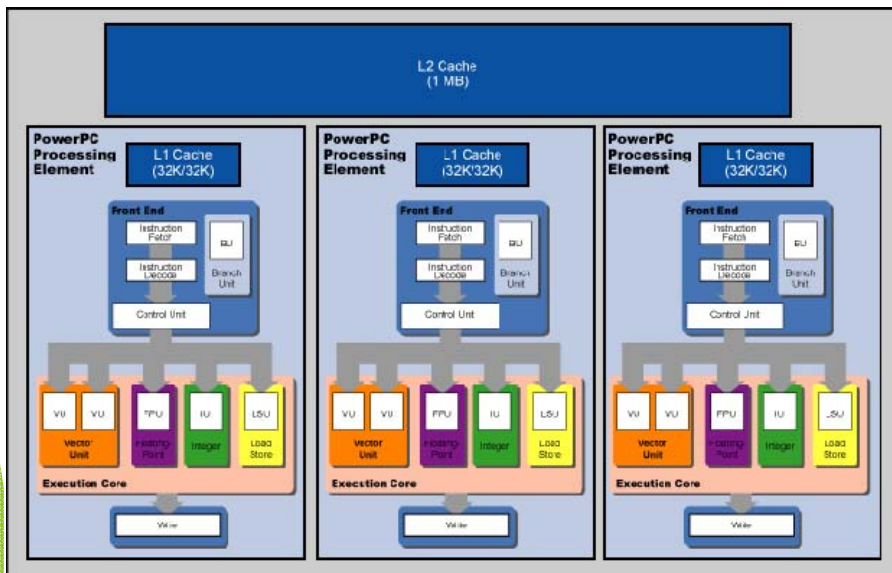 L2 Cache
(1 MB)
PowerPC
Processing
Element
L1 Cache
(32K/32K)
Front End
Instruction
Fetch
Instruction
Decode
Control Unit
BU
Branch
Unit
VU
VU
Vector
Unit
FPU
Floating-
Point
IU
Integer
LSU
Load
Store
Execution Core
Write
PowerPC
Processing
Element
L1 Cache
(32K/32K)
Front End
Instruction
Fetch
Instruction
Decode
Control Unit
BU
Branch
Unit
VU
VU
Vector
Unit
FPU
Floating-
Point
IU
Integer
LSU
Load
Store
Execution Core
Write
PowerPC
Processing
Element
L1 Cache
(32K/32K)
Front End
Instruction
Fetch
Instruction
Decode
Control Unit
BU
Branch
Unit
VU
VU
Vector
Unit
FPU
Floating-
Point
IU
Integer
LSU
Load
Store
Execution Core
Write